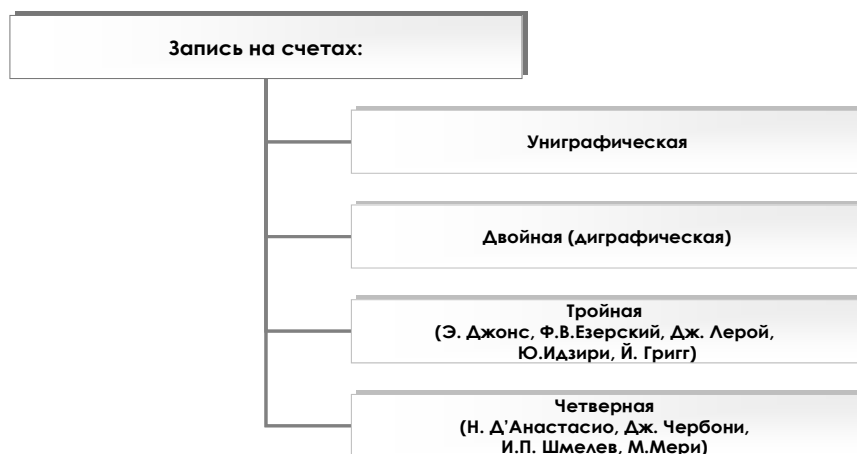 Запись на счетах:
Униграфическая
Двойная (диграфическая)
Тройная
(Э. Джонс, Ф.В.Езерский, Дж. Лерой,
Ю.Идзири, Й. Григг)
Четверная
(Н. Д'Анастасио, Дж. Чербони,
И.П. Шмелев, М.Мери)